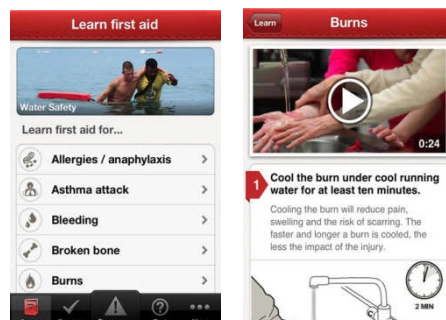 Learn first aid
Water Safety
Learn first aid for...
Allergies / anaphylaxis
Asthma attack
Bleeding
Broken bone
Burns
Learn
Burns
0:24
1
Cool the burn under cool running
water for at least ten minutes.
Cooling the burn will reduce pain,
swelling and the risk of scarring. The
faster and longer a burn is cooled, the
less the impact of the injury.
2 MIN